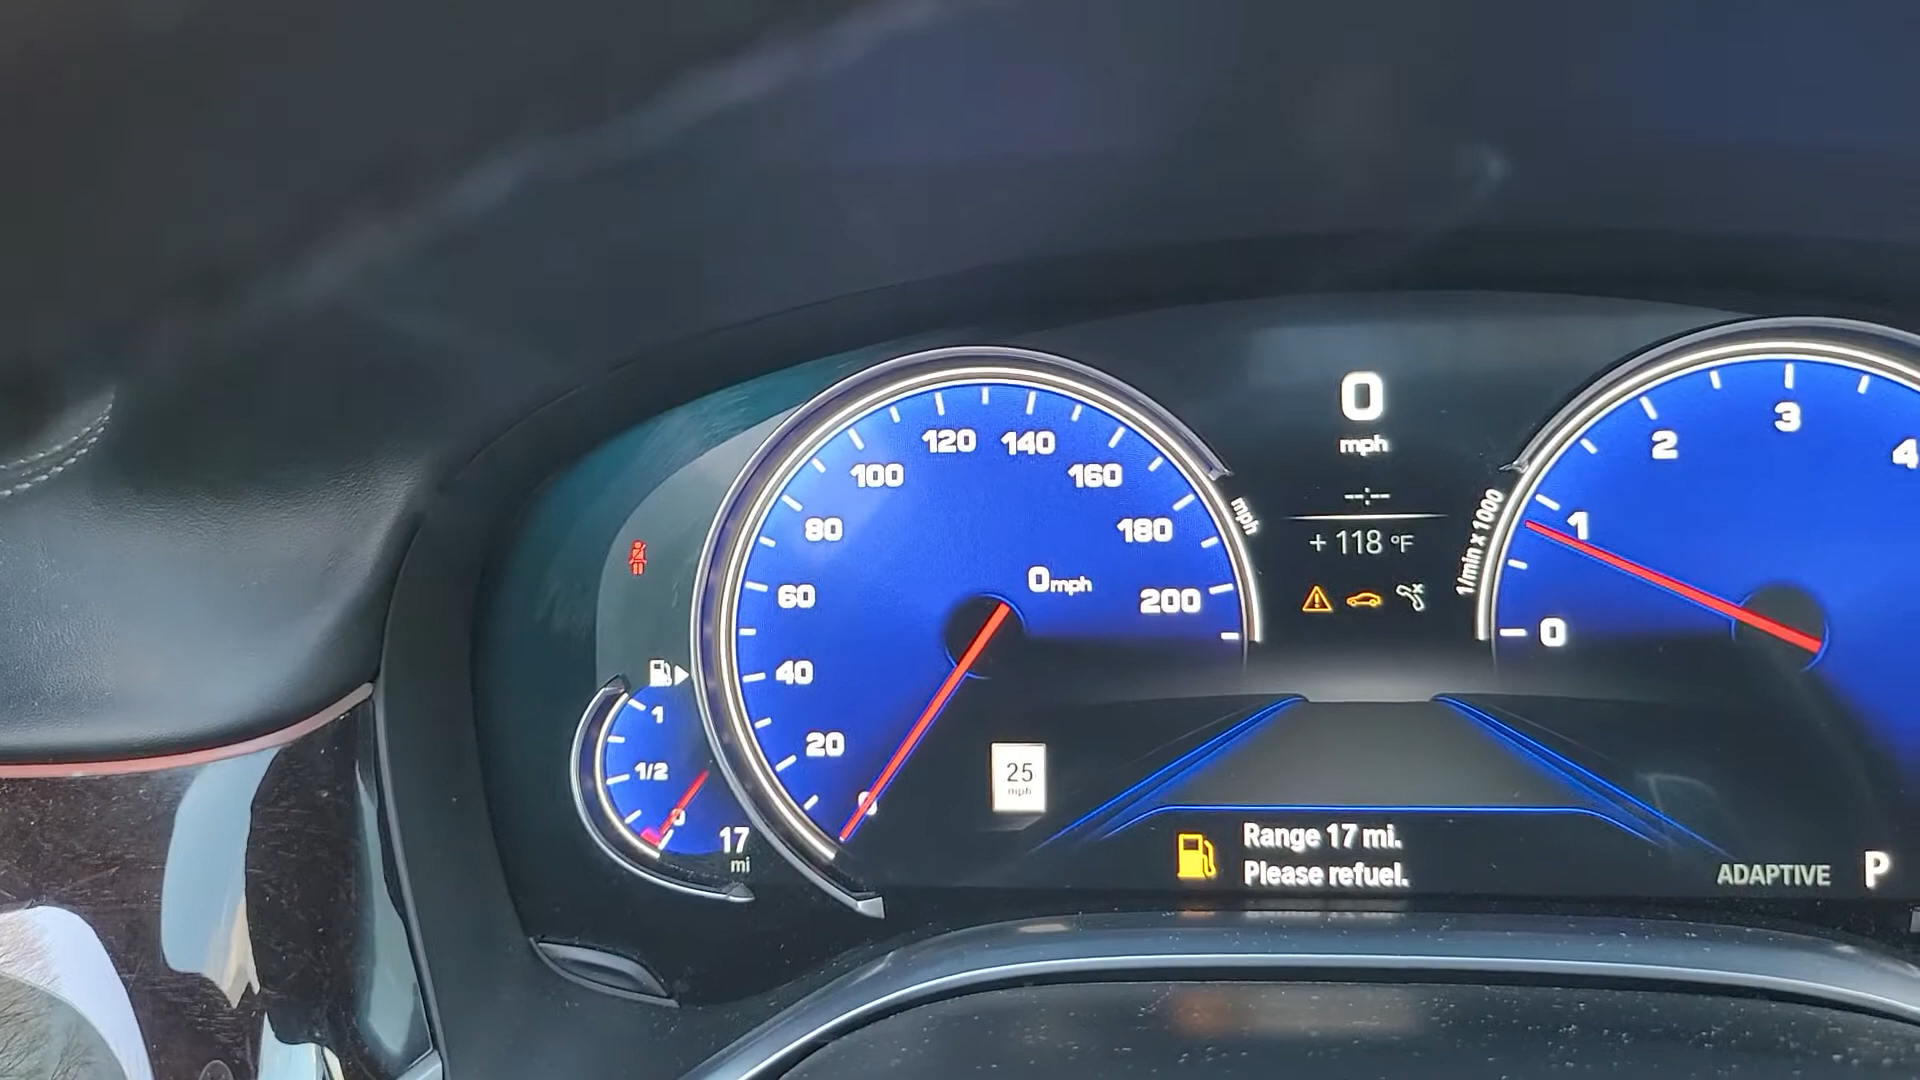 0
mph
--:--
+ 118 °F
20
40
60
80
100
120
140
160
180
200
mph
0mph
1/min x 1000
0
1
2
3
4
1
1/2
0
17
mi
25
mph
Range 17 mi.
Please refuel.
ADAPTIVE
P